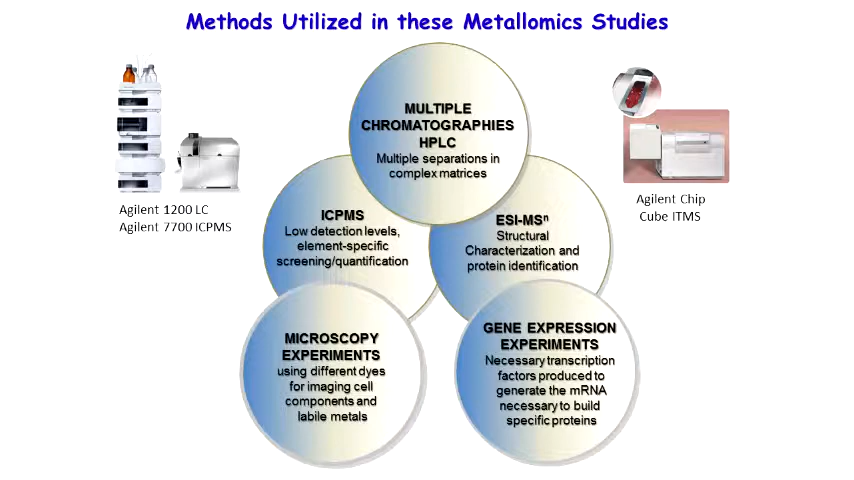 Methods Utilized in these Metallomics Studies
MULTIPLE
CHROMATOGRAPHIES
HPLC
Multiple separations in
complex matrices
Agilent 1200 LC
Agilent 7700 ICPMS
Agilent Chip
Cube ITMS
ICPMS
Low detection levels,
element-specific
screening/quantification
ESI-MSⁿ
Structural
Characterization and
protein identification
MICROSCOPY
EXPERIMENTS
using different dyes
for imaging cell
components and
labile metals
GENE EXPRESSION
EXPERIMENTS
Necessary transcription
factors produced to
generate the mRNA
necessary to build
specific proteins